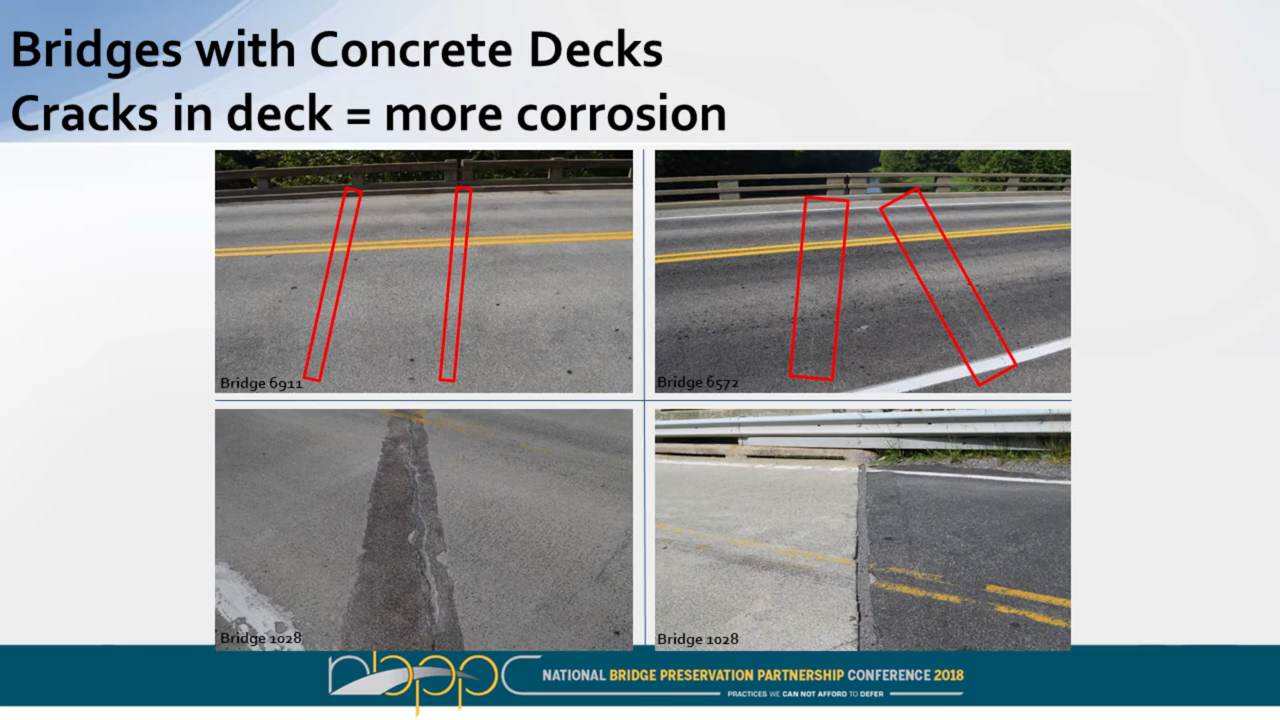 Bridges with Concrete Decks
Cracks in deck = more corrosion
Bridge 6911
Bridge 6572
Bridge 1028
Bridge 1028
nbppc
NATIONAL BRIDGE PRESERVATION PARTNERSHIP CONFERENCE 2018
PRACTICES WE CAN NOT AFFORD TO DEFER